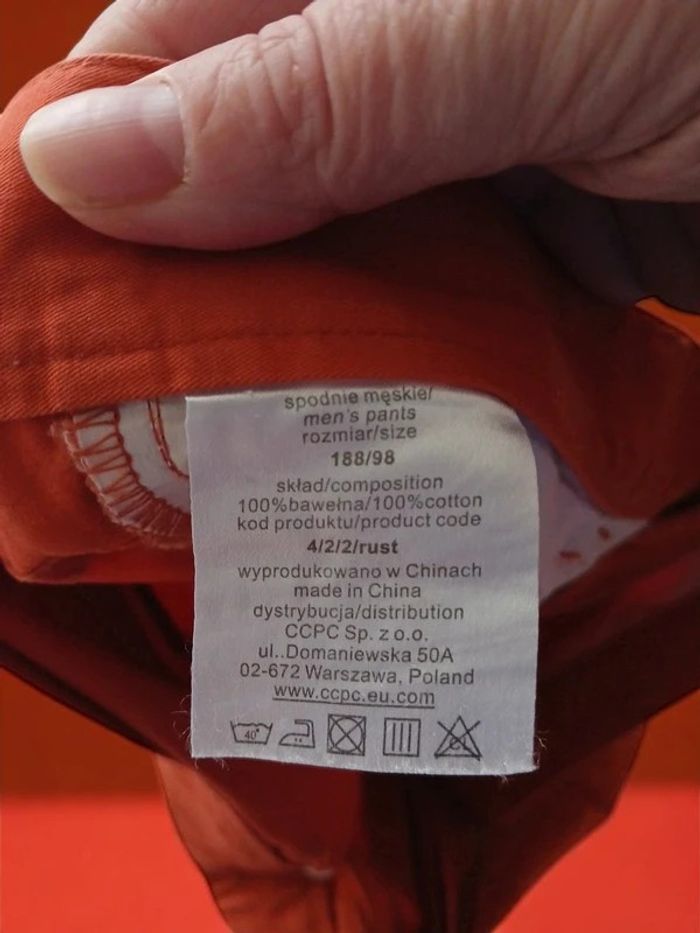 spodnie męskie/
men's pants
rozmiar/size
188/98
skład/composition
100%bawełna/100%cotton
kod produktu/product code
4/2/2/rust
wyprodukowano w Chinach
made in China
dystrybucja/distribution
CCPC Sp. z o.o.
ul..Domaniewska 50A
02-672 Warszawa, Poland
www.ccpc.eu.com
40° CL